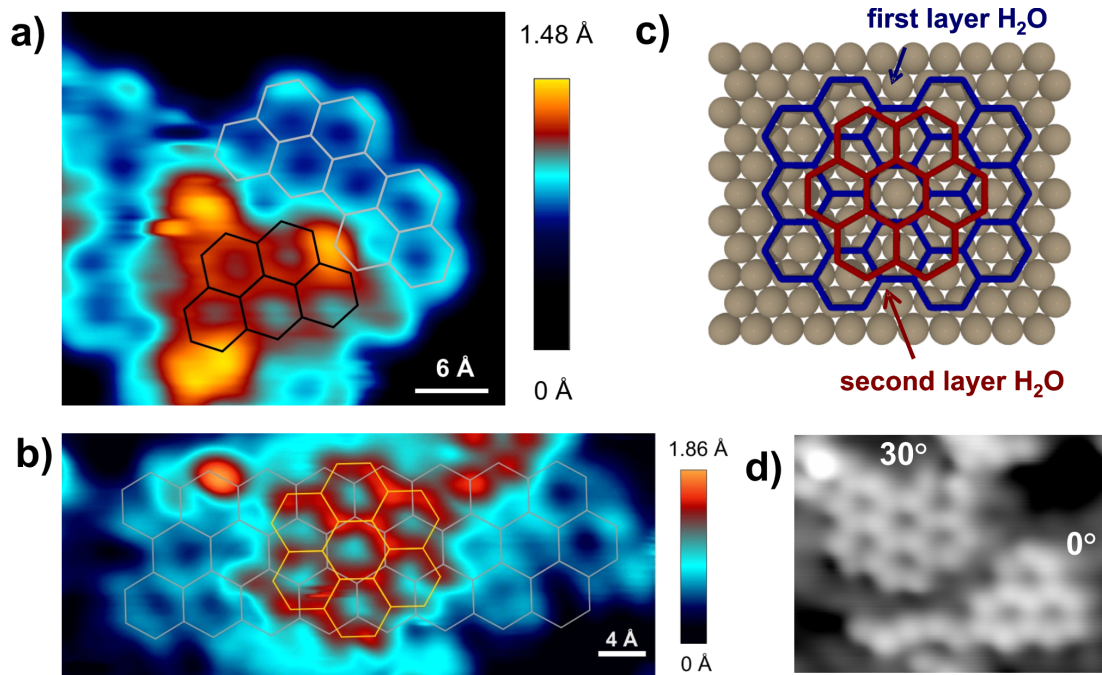 a)
1.48 Å
0 Å
6 Å
c)
first layer H₂O
second layer H₂O
b)
1.86 Å
0 Å
4 Å
d)
30°
0°